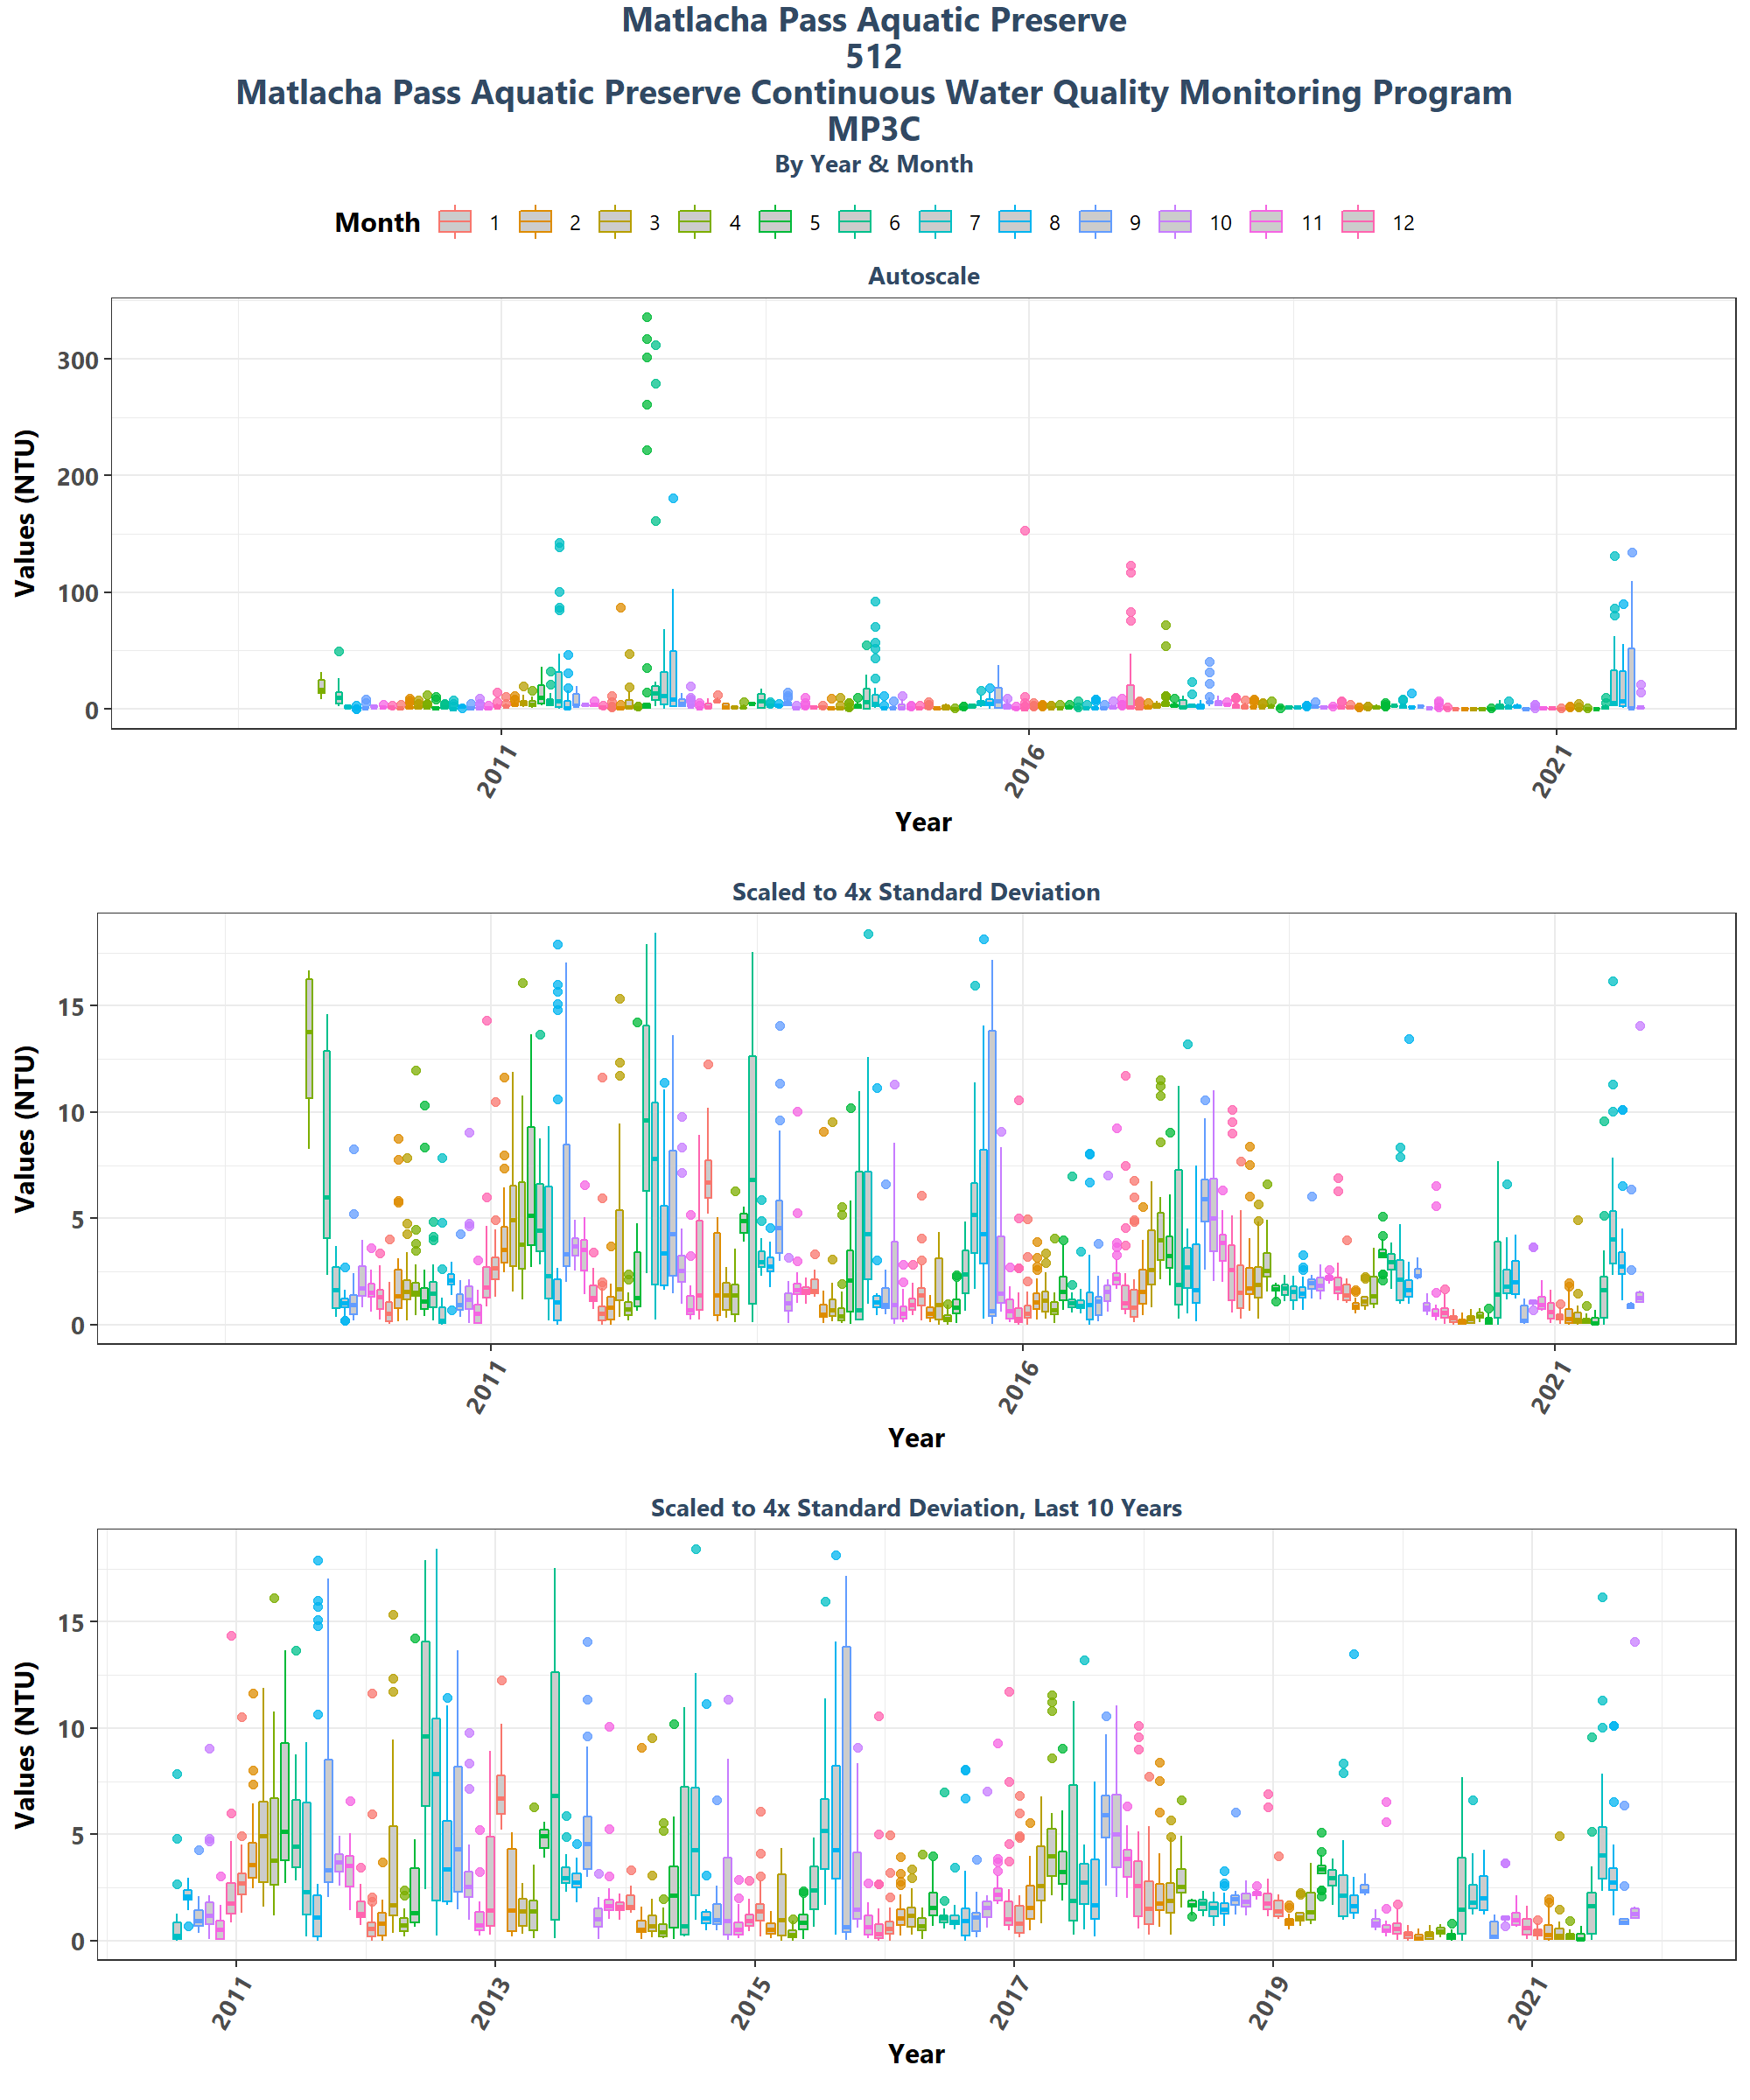 Matlacha Pass Aquatic Preserve
512
Matlacha Pass Aquatic Preserve Continuous Water Quality Monitoring Program
MP3C
By Year & Month
Month 1 2 3 4 5 6 7 8 9 10 11 12
Autoscale
Values (NTU)
300
200
100
0
2011 2016 2021
Year
Scaled to 4x Standard Deviation
Values (NTU)
15
10
5
0
2011 2016 2021
Year
Scaled to 4x Standard Deviation, Last 10 Years
Values (NTU)
15
10
5
0
2011 2013 2015 2017 2019 2021
Year